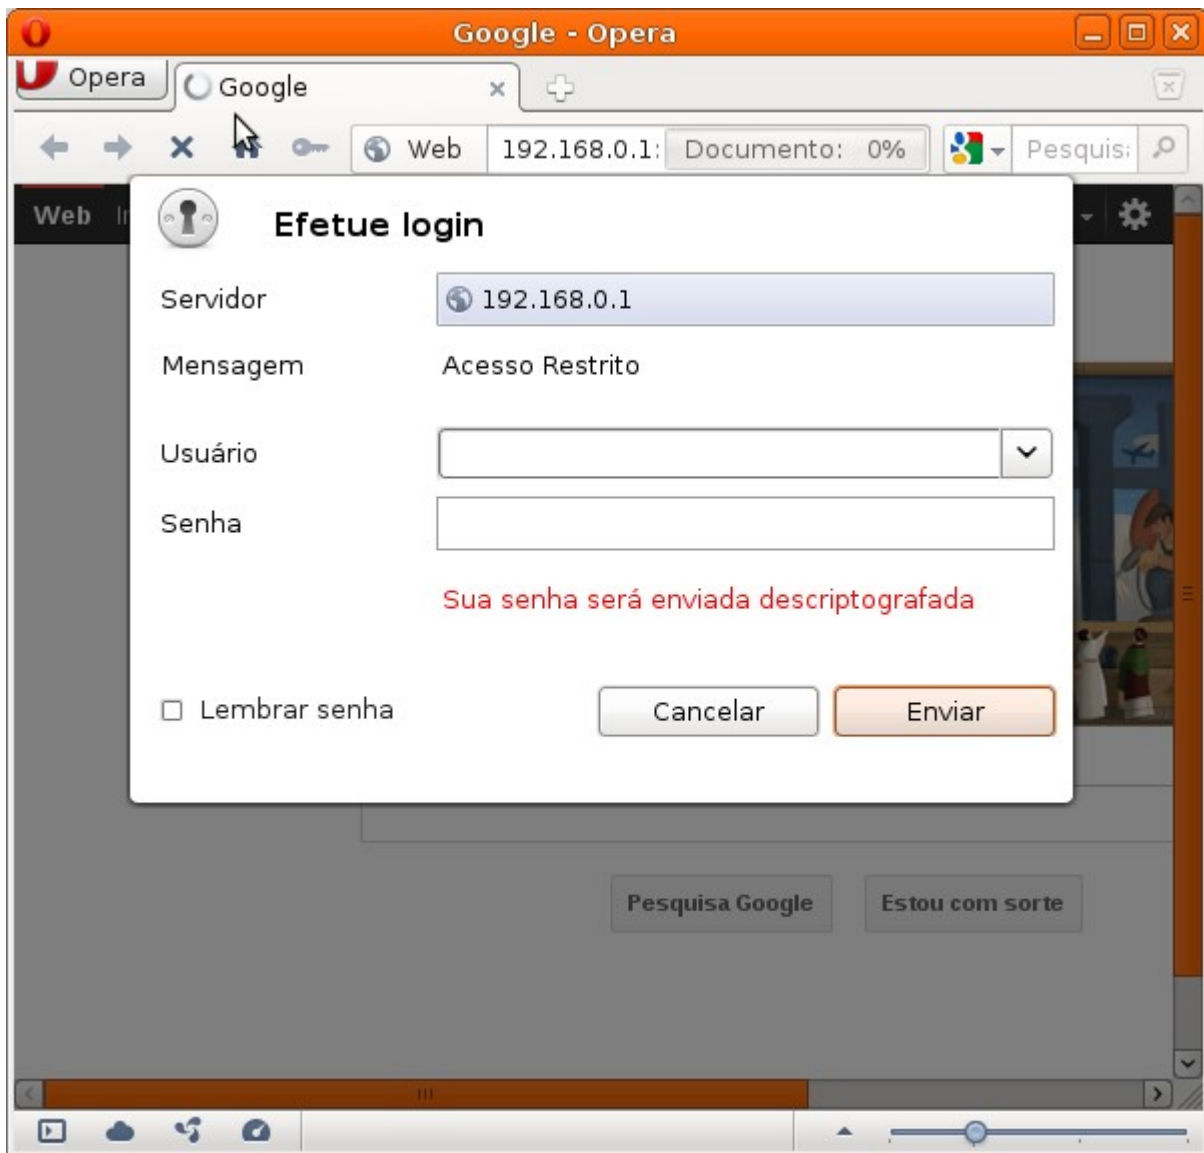 Google - Opera
Opera
Google
Web
192.168.0.1:
Documento: 0%
Pesquis
Web
Efetue login
Servidor
192.168.0.1
Mensagem
Acesso Restrito
Usuário
Senha
Sua senha será enviada descriptografada
Lembrar senha
Cancelar
Enviar
Pesquisa Google
Estou com sorte